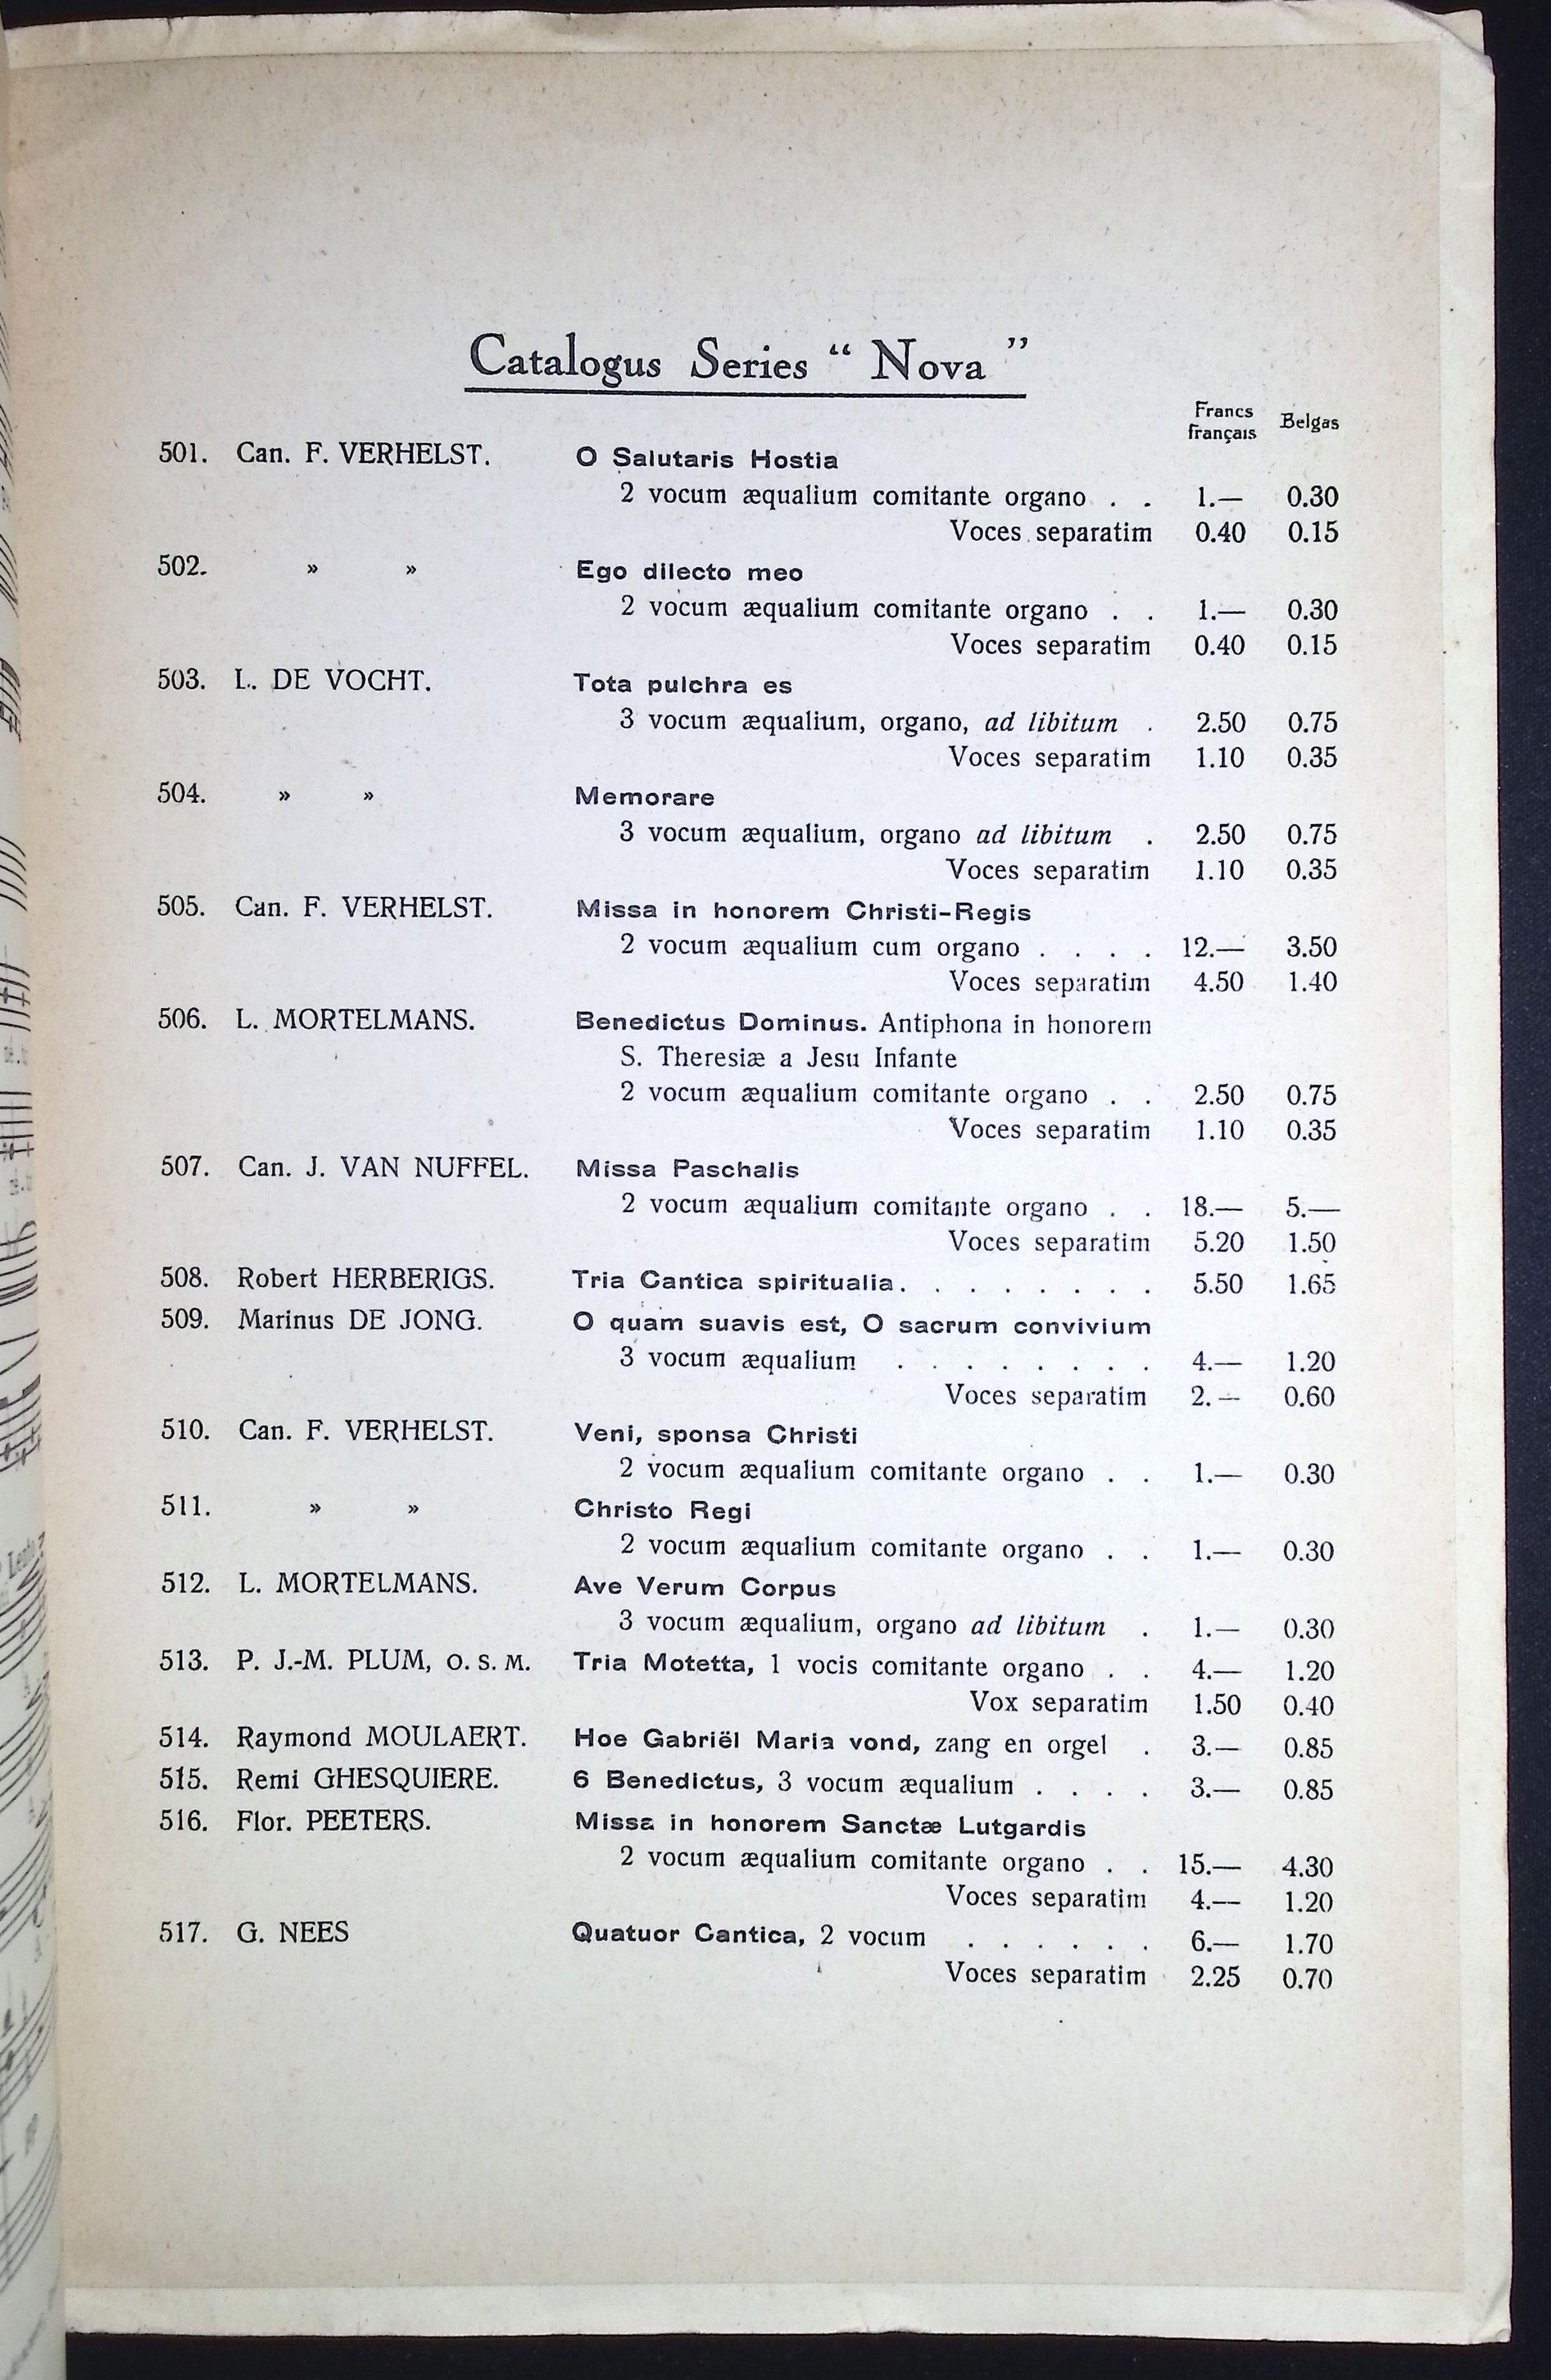 Catalogus Series “ Nova ”
Francs français Belgas
501. Can. F. VERHELST. O Salutaris Hostia
2 vocum æqualium comitante organo . . 1.— 0.30
Voces separatim 0.40 0.15
502. » » Ego dilecto meo
2 vocum æqualium comitante organo . . 1.— 0.30
Voces separatim 0.40 0.15
503. L. DE VOCHT. Tota pulchra es
3 vocum æqualium, organo, ad libitum . 2.50 0.75
Voces separatim 1.10 0.35
504. » » Memorare
3 vocum æqualium, organo ad libitum . 2.50 0.75
Voces separatim 1.10 0.35
505. Can. F. VERHELST. Missa in honorem Christi-Regis
2 vocum æqualium cum organo . . . . 12.— 3.50
Voces separatim 4.50 1.40
506. L. MORTELMANS. Benedictus Dominus. Antiphona in honorem
S. Theresiæ a Jesu Infante
2 vocum æqualium comitante organo . . 2.50 0.75
Voces separatim 1.10 0.35
507. Can. J. VAN NUFFEL. Missa Paschalis
2 vocum æqualium comitante organo . . 18.— 5.—
Voces separatim 5.20 1.50
508. Robert HERBERIGS. Tria Cantica spiritualia . . . . . . . . 5.50 1.65
509. Marinus DE JONG. O quam suavis est, O sacrum convivium
3 vocum æqualium . . . . . . . . 4.— 1.20
Voces separatim 2.— 0.60
510. Can. F. VERHELST. Veni, sponsa Christi
2 vocum æqualium comitante organo . . 1.— 0.30
511. » » Christo Regi
2 vocum æqualium comitante organo . . 1.— 0.30
512. L. MORTELMANS. Ave Verum Corpus
3 vocum æqualium, organo ad libitum . 1.— 0.30
513. P. J.-M. PLUM, O. S. M. Tria Motetta, 1 vocis comitante organo . . 4.— 1.20
Vox separatim 1.50 0.40
514. Raymond MOULAERT. Hoe Gabriël Maria vond, zang en orgel . 3.— 0.85
515. Remi GHESQUIERE. 6 Benedictus, 3 vocum æqualium . . . . 3.— 0.85
516. Flor. PEETERS. Missa in honorem Sanctæ Lutgardis
2 vocum æqualium comitante organo . . 15.— 4.30
Voces separatim 4.— 1.20
517. G. NEES Quatuor Cantica, 2 vocum . . . . . . 6.— 1.70
Voces separatim 2.25 0.70